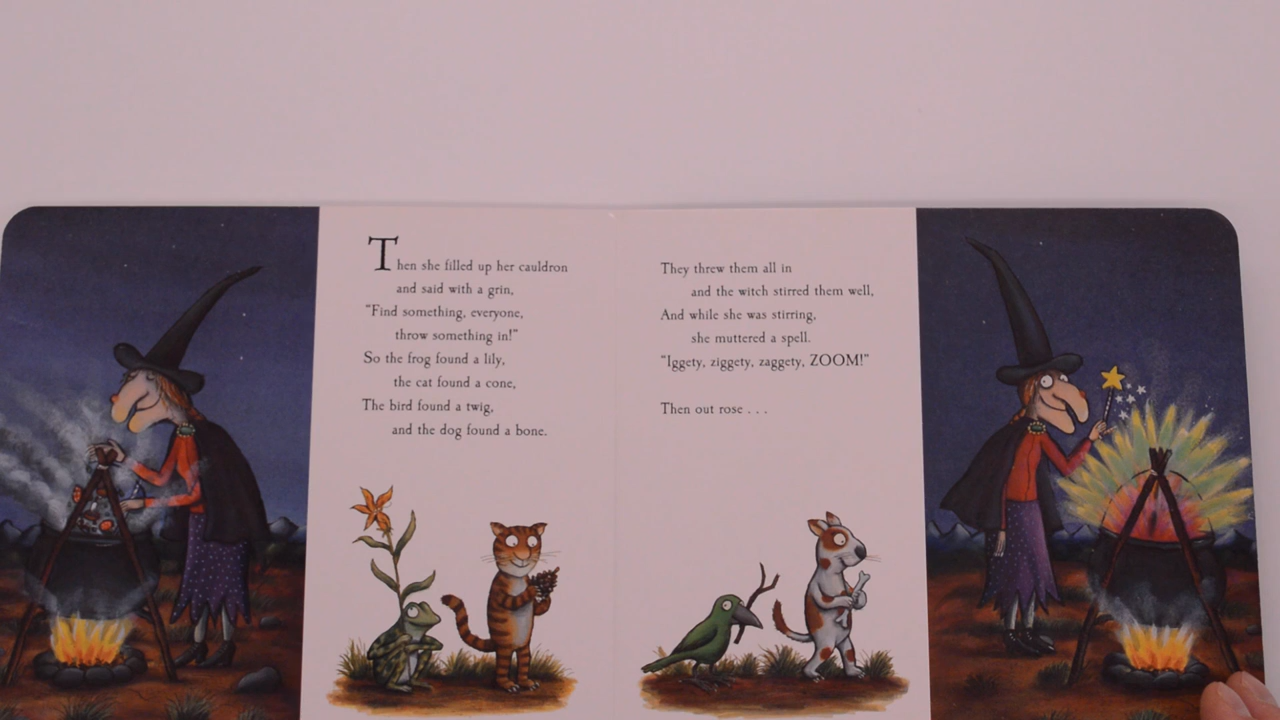 Then she filled up her cauldron
and said with a grin,
“Find something, everyone,
throw something in!”
So the frog found a lily,
the cat found a cone,
The bird found a twig,
and the dog found a bone.
They threw them all in
and the witch stirred them well,
And while she was stirring,
she muttered a spell.
“Iggety, ziggety, zaggety, ZOOM!”
Then out rose . . .